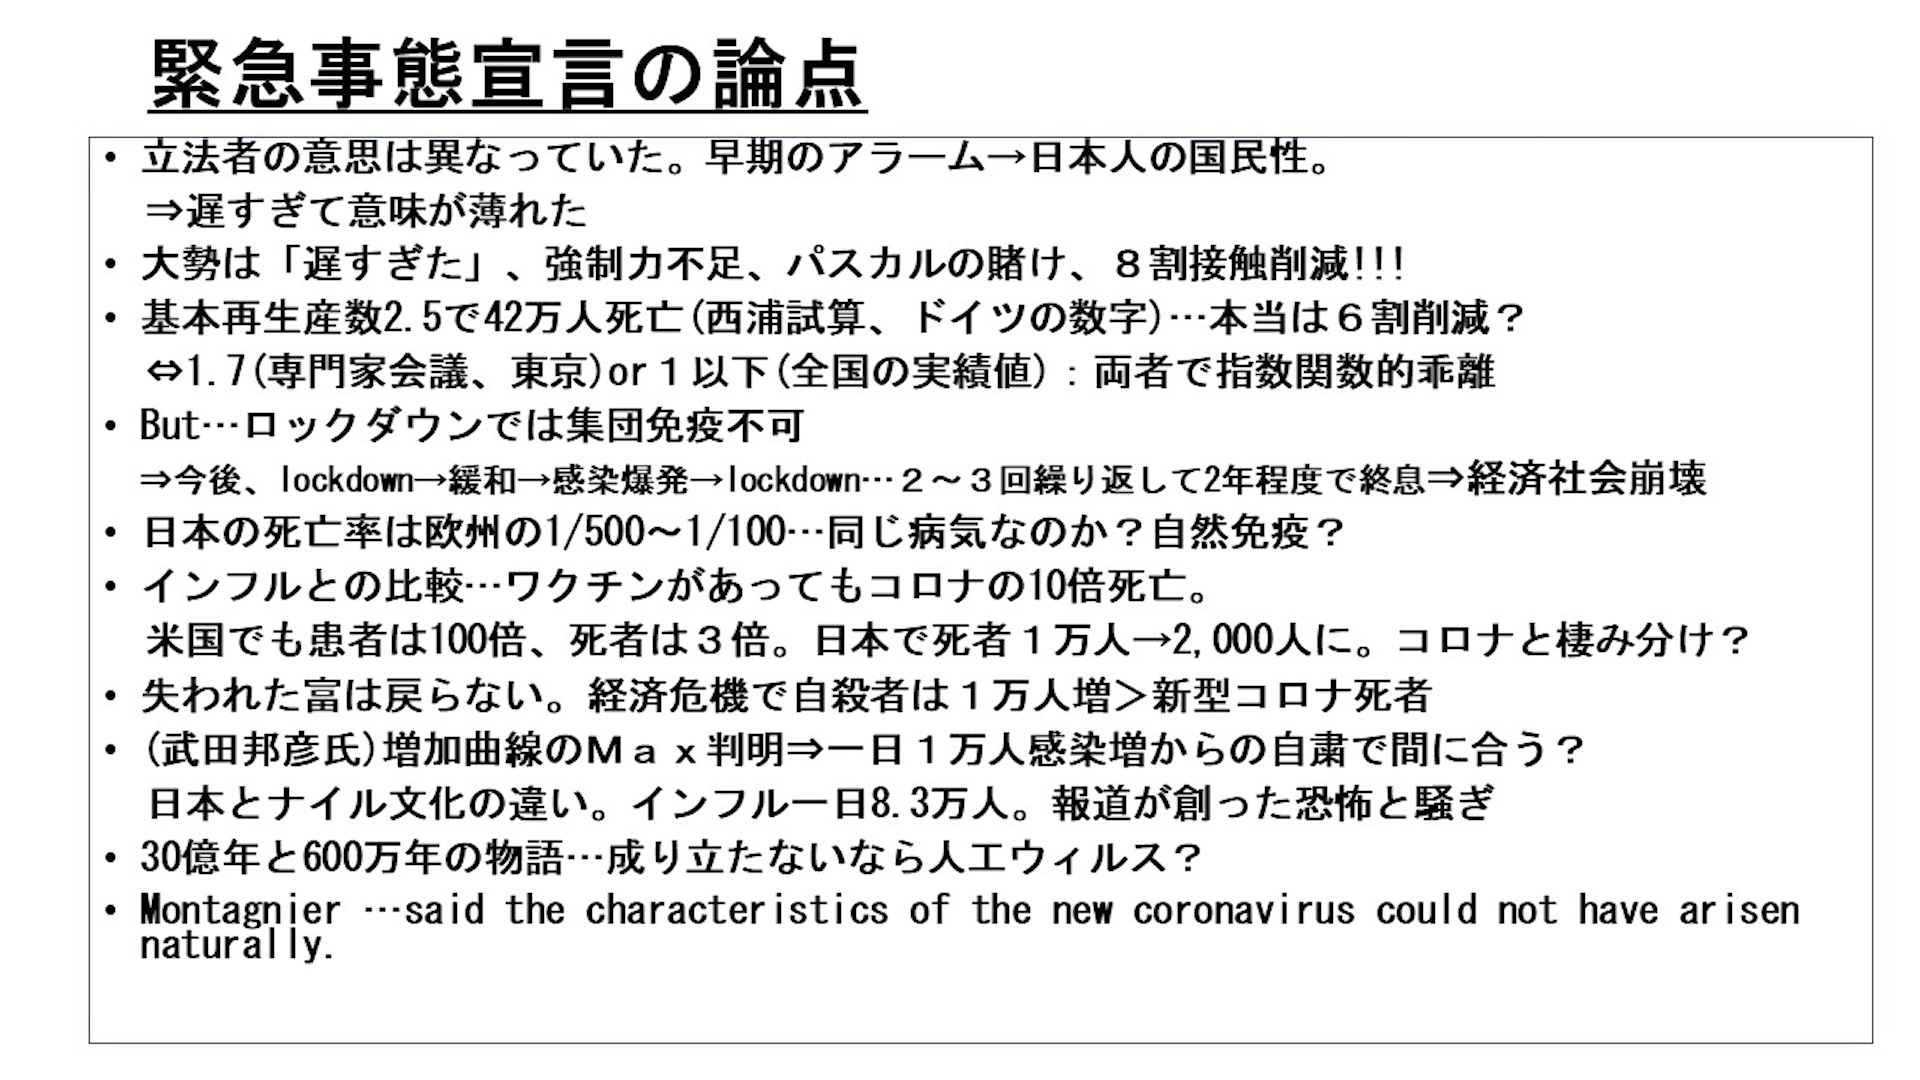 緊急事態宣言の論点
• 立法者の意思は異なっていた。早期のアラーム→日本人の国民性。
⇒遅すぎて意味が薄れた
• 大勢は「遅すぎた」、強制力不足、パスカルの賭け、８割接触削減!!!
• 基本再生産数2.5で42万人死亡(西浦試算、ドイツの数字)…本当は６割削減？
⇔1.7(専門家会議、東京)or１以下(全国の実績値)：両者で指数関数的乖離
• But…ロックダウンでは集団免疫不可
⇒今後、lockdown→緩和→感染爆発→lockdown…２～３回繰り返して2年程度で終息⇒経済社会崩壊
• 日本の死亡率は欧州の1/500～1/100…同じ病気なのか？自然免疫？
• インフルとの比較…ワクチンがあってもコロナの10倍死亡。
米国でも患者は100倍、死者は３倍。日本で死者１万人→2,000人に。コロナと棲み分け？
• 失われた富は戻らない。経済危機で自殺者は１万人増＞新型コロナ死者
• (武田邦彦氏)増加曲線のＭａｘ判明⇒一日１万人感染増からの自粛で間に合う？
日本とナイル文化の違い。インフル一日8.3万人。報道が創った恐怖と騒ぎ
• 30億年と600万年の物語…成り立たないなら人工ウィルス？
• Montagnier …said the characteristics of the new coronavirus could not have arisen
naturally.